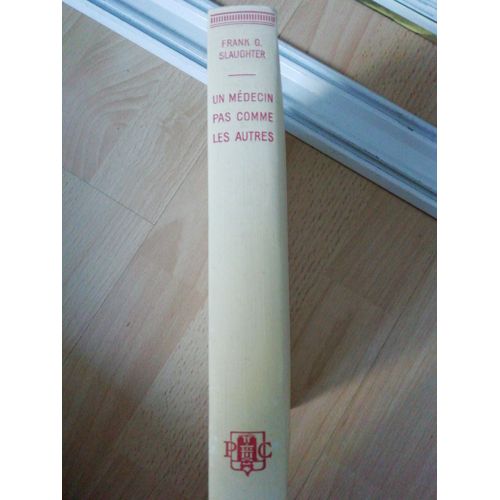 FRANK G.
SLAUGHTER
UN MÉDECIN
PAS COMME
LES AUTRES
P C